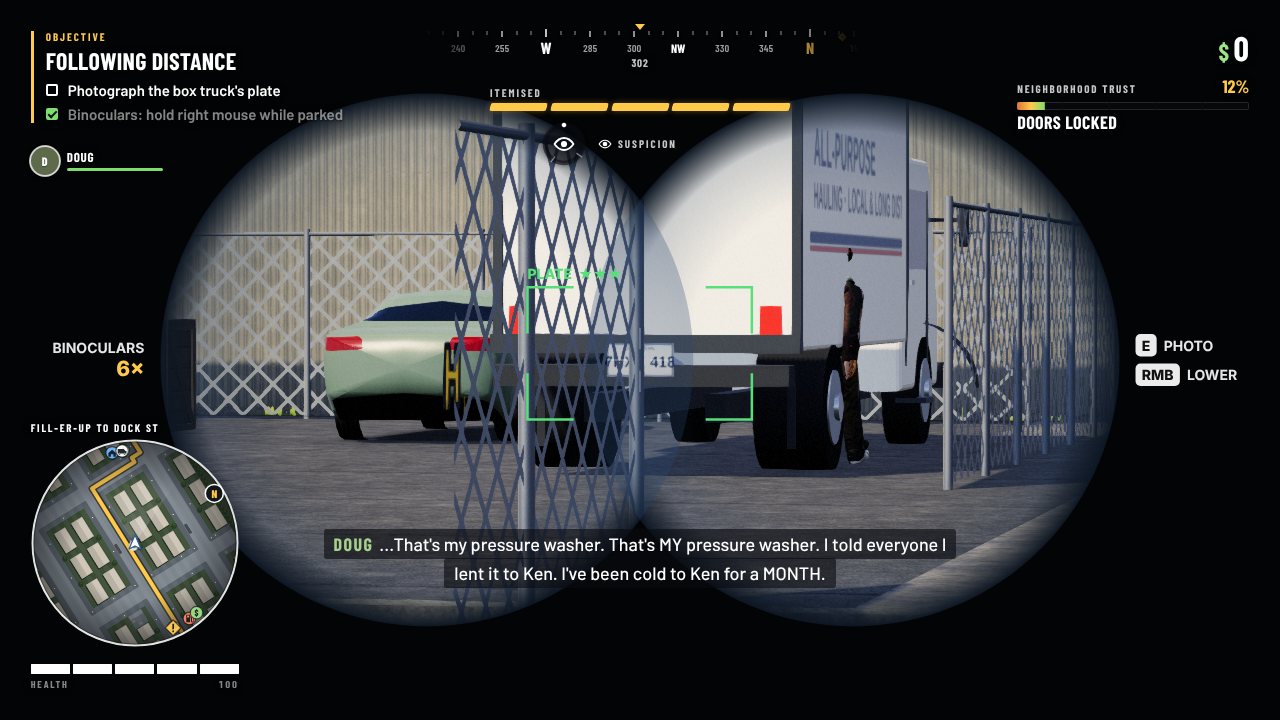 OBJECTIVE
FOLLOWING DISTANCE
Photograph the box truck's plate
Binoculars: hold right mouse while parked
D
DOUG
240 255 W 285 300 NW 330 345 N
302
ITEMISED
SUSPICION
$0
NEIGHBORHOOD TRUST 12%
DOORS LOCKED
ALL-PURPOSE
HAULING · LOCAL & LONG DIST
PLATE ★★★
418
BINOCULARS
6×
E PHOTO
RMB LOWER
FILL-ER-UP TO DOCK ST
N
$
!
DOUG ...That's my pressure washer. That's MY pressure washer. I told everyone I
lent it to Ken. I've been cold to Ken for a MONTH.
HEALTH 100